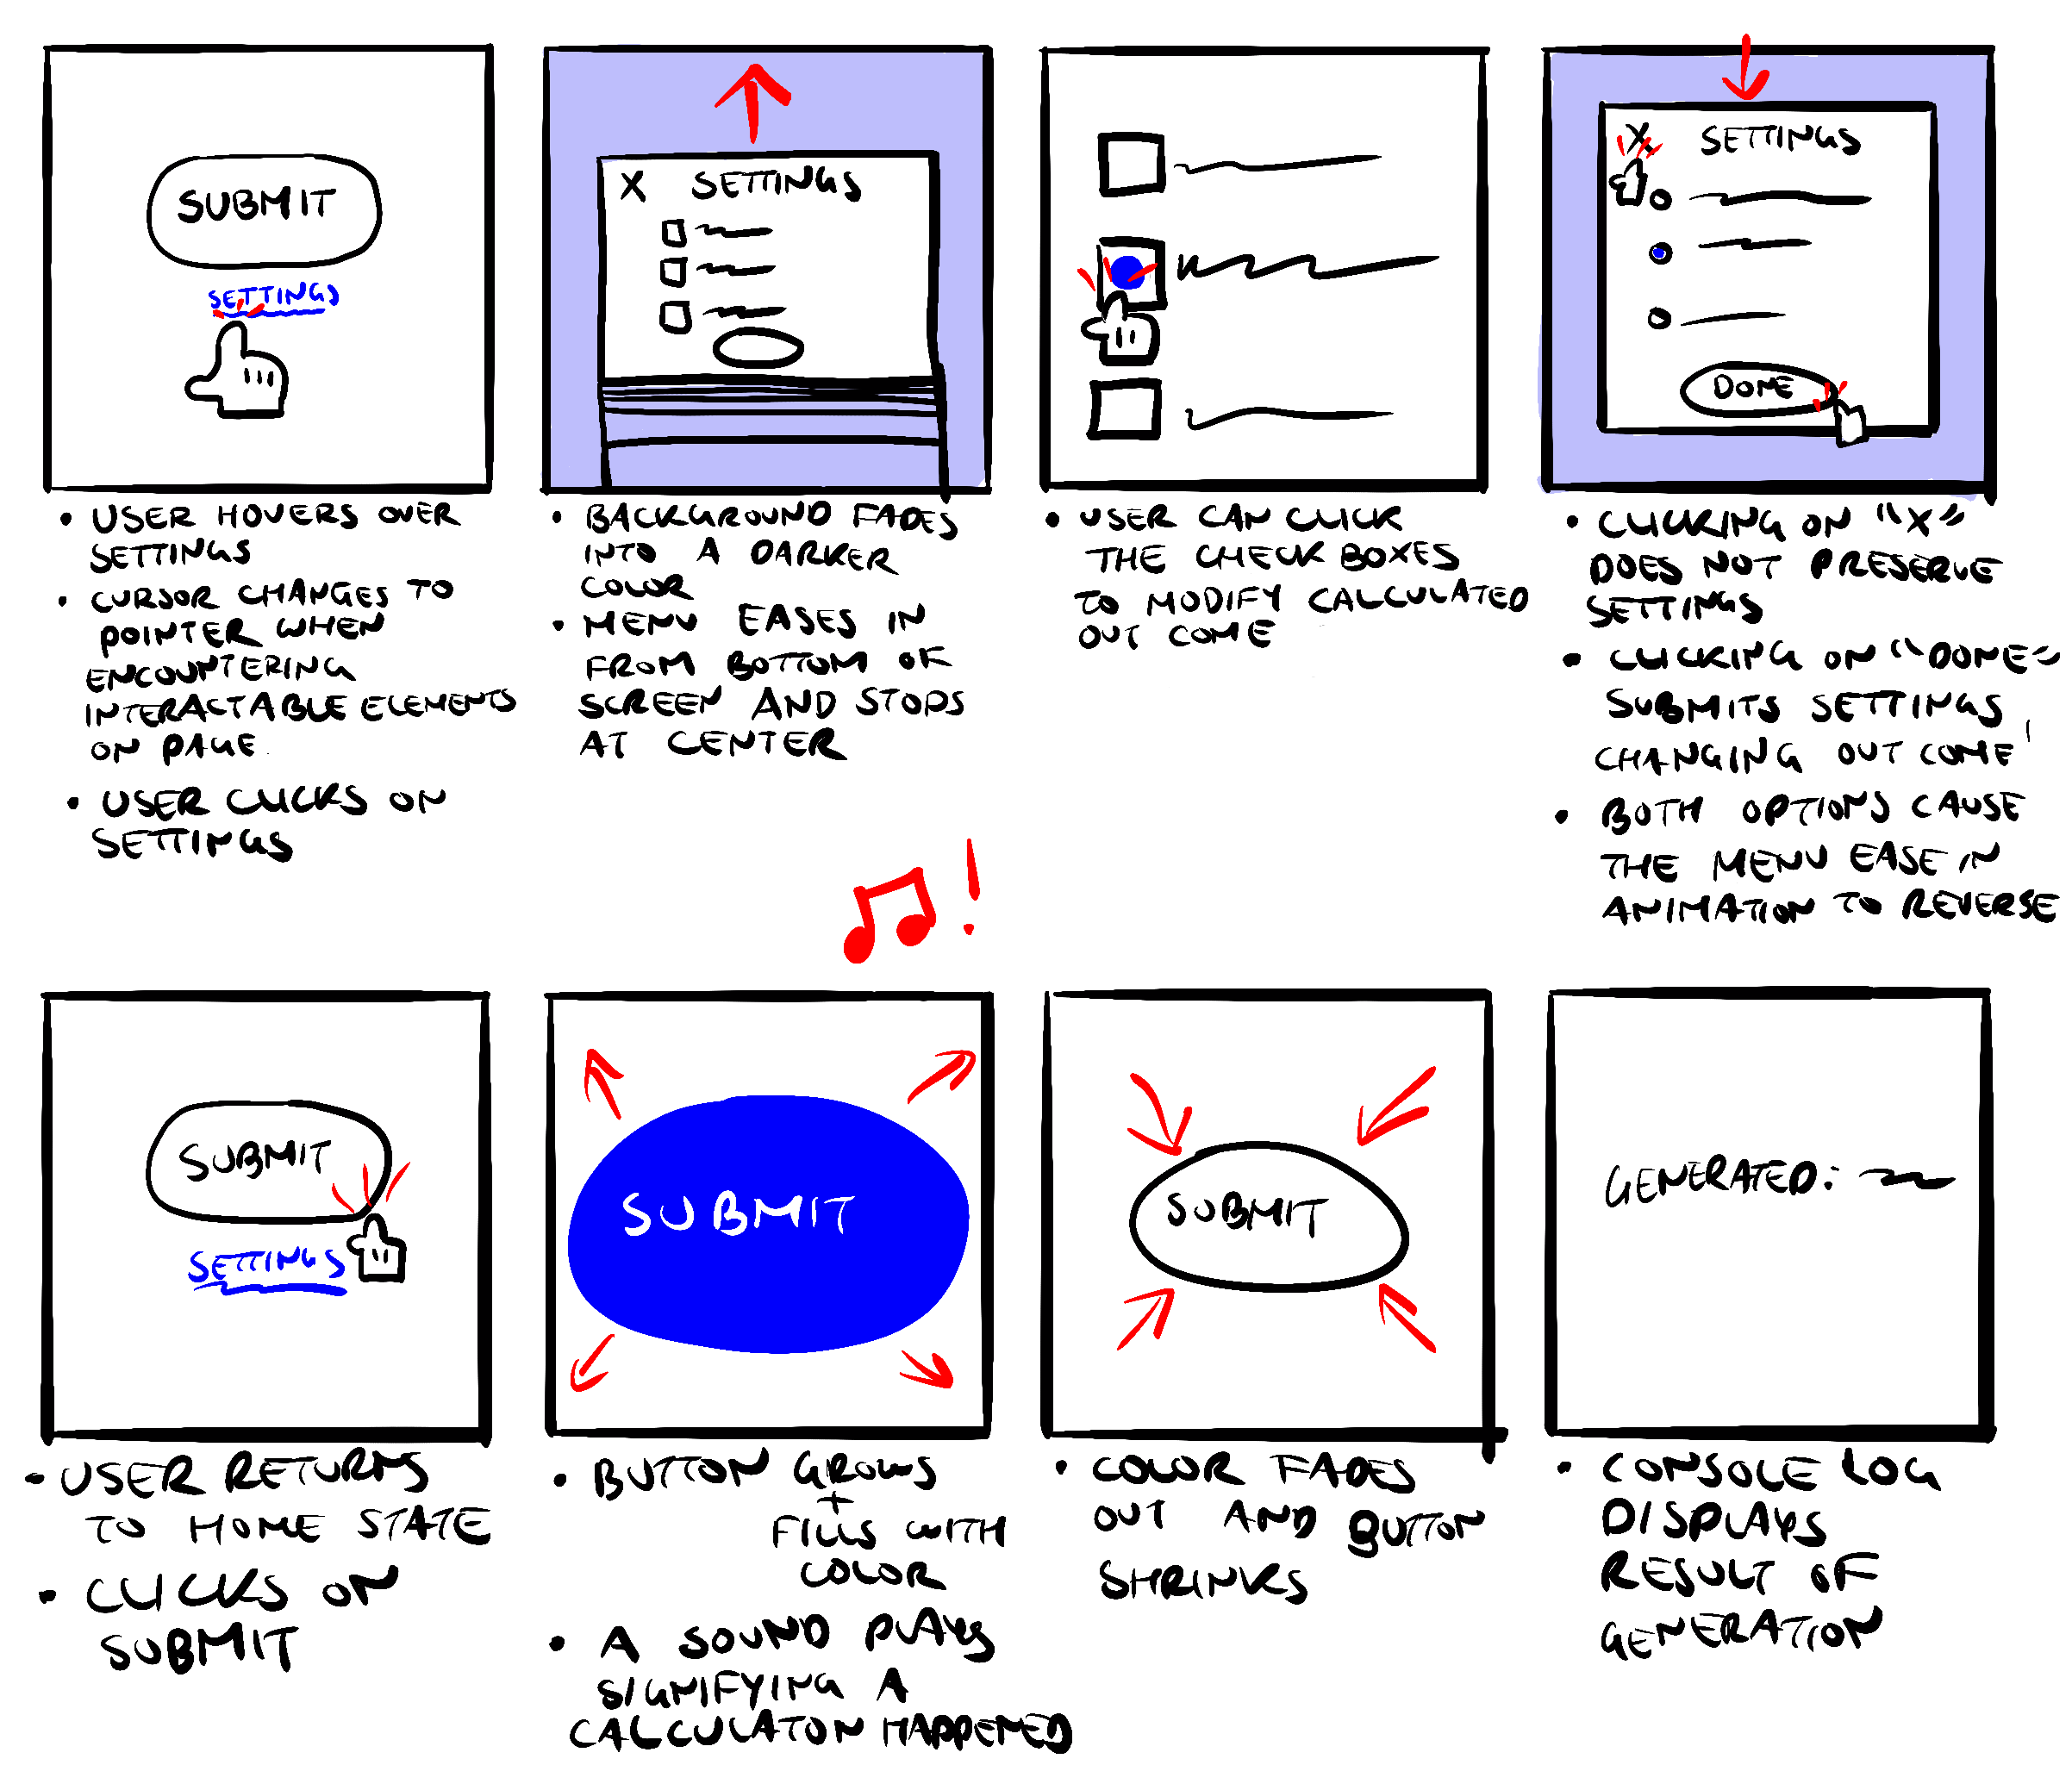 SUBMIT
SETTINGS
• USER HOVERS OVER
SETTINGS
• CURSOR CHANGES TO
POINTER WHEN
ENCOUNTERING
INTERACTABLE ELEMENTS
ON PAGE.
• USER CLICKS ON
SETTINGS
X SETTINGS
• BACKGROUND FADES
INTO A DARKER
COLOR
• MENU EASES IN
FROM BOTTOM OF
SCREEN AND STOPS
AT CENTER
• USER CAN CLICK
THE CHECK BOXES
TO MODIFY CALCULATED
OUT COME
X SETTINGS
DONE
• CLICKING ON "X"
DOES NOT PRESERVE
SETTINGS
• CLICKING ON "DONE"
SUBMITS SETTINGS,
CHANGING OUT COME
• BOTH OPTIONS CAUSE
THE MENU EASE IN
ANIMATION TO REVERSE
SUBMIT
SETTINGS
• USER RETURNS
TO HOME STATE
• CLICKS ON
SUBMIT
!
SUBMIT
• BUTTON GROWS
+
FILLS WITH
COLOR
• A SOUND PLAYS
SIGNIFYING A
CALCULATON HAPPENED
SUBMIT
• COLOR FADES
OUT AND BUTTON
SHRINKS
GENERATED:
• CONSOLE LOG
DISPLAYS
RESULT OF
GENERATION